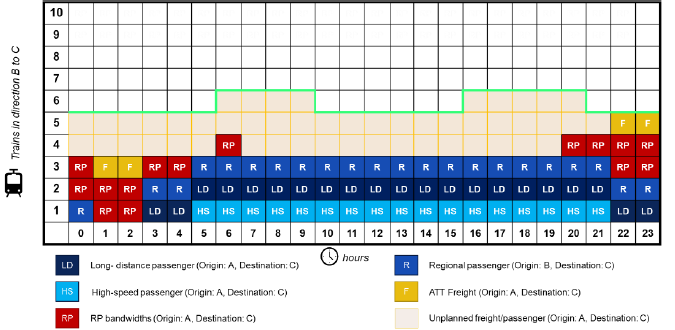 10
9
8
7
6
5 F F
4 RP RP RP RP RP
3 RP F F RP RP R R R R R R R R R R R R R R R R R RP RP
2 RP RP RP R R LD LD LD LD LD LD LD LD LD LD LD LD LD LD LD LD LD R R
1 R RP RP LD LD HS HS HS HS HS HS HS HS HS HS HS HS HS HS HS HS HS LD LD
0 1 2 3 4 5 6 7 8 9 10 11 12 13 14 15 16 17 18 19 20 21 22 23
Trains in direction B to C
hours
LD Long- distance passenger (Origin: A, Destination: C)
R Regional passenger (Origin: B, Destination: C)
HS High-speed passenger (Origin: A, Destination: C)
F ATT Freight (Origin: A, Destination: C)
RP RP bandwidths (Origin: A, Destination: C)
Unplanned freight/passenger (Origin: A, Destination: C)